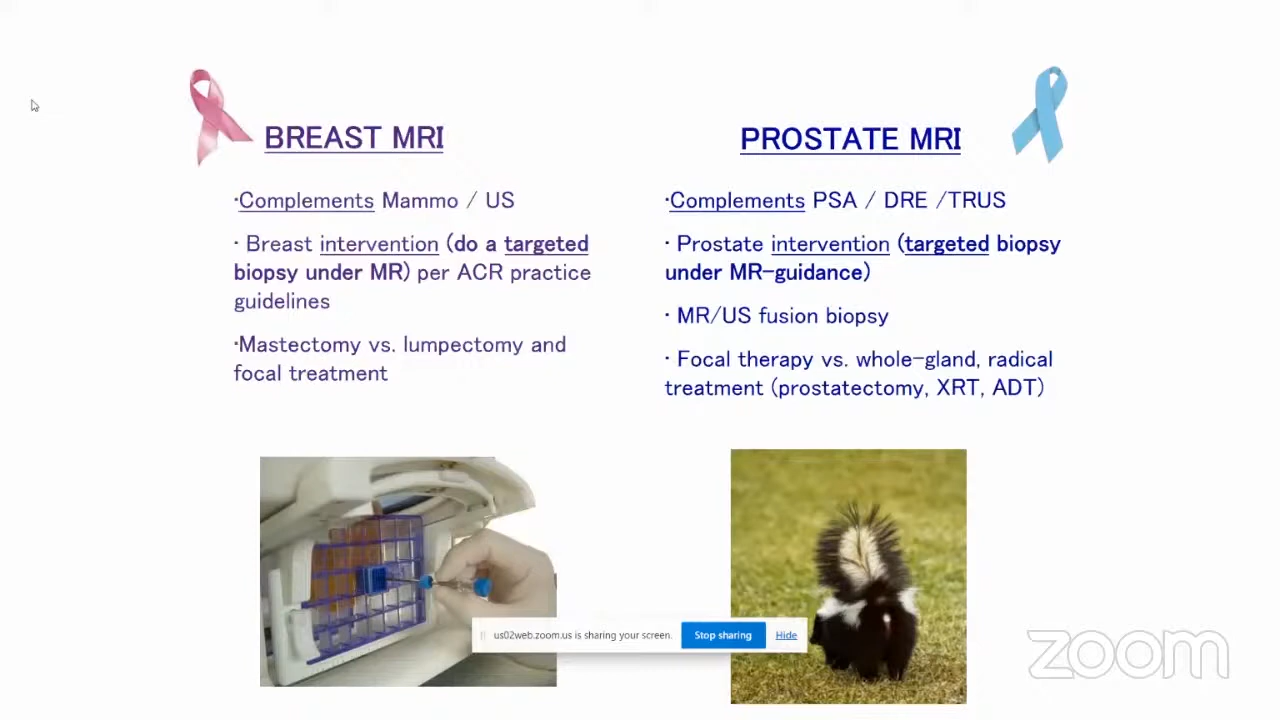 BREAST MRI
·Complements Mammo / US
· Breast intervention (do a targeted
biopsy under MR) per ACR practice
guidelines
·Mastectomy vs. lumpectomy and
focal treatment
PROSTATE MRI
·Complements PSA / DRE /TRUS
· Prostate intervention (targeted biopsy
under MR-guidance)
· MR/US fusion biopsy
· Focal therapy vs. whole-gland, radical
treatment (prostatectomy, XRT, ADT)
us02web.zoom.us is sharing your screen. Stop sharing Hide
zoom